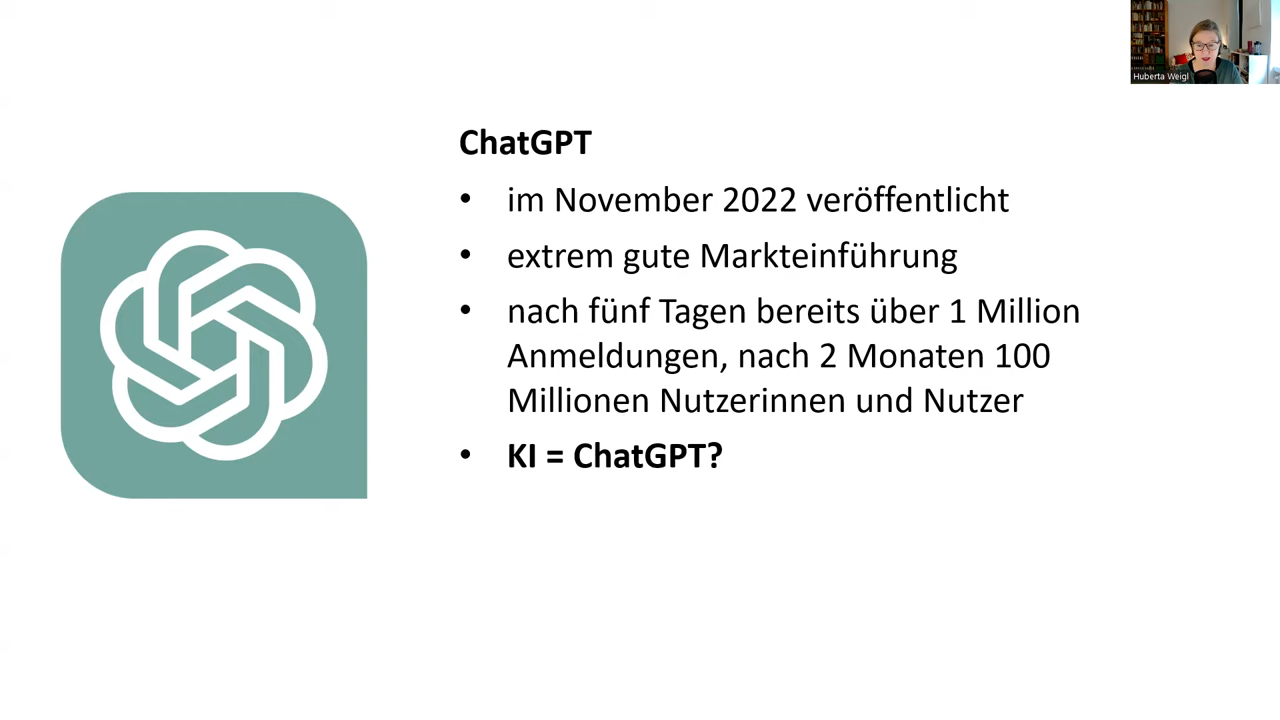 Huberta Weigl
ChatGPT
• im November 2022 veröffentlicht
• extrem gute Markteinführung
• nach fünf Tagen bereits über 1 Million
Anmeldungen, nach 2 Monaten 100
Millionen Nutzerinnen und Nutzer
• KI = ChatGPT?